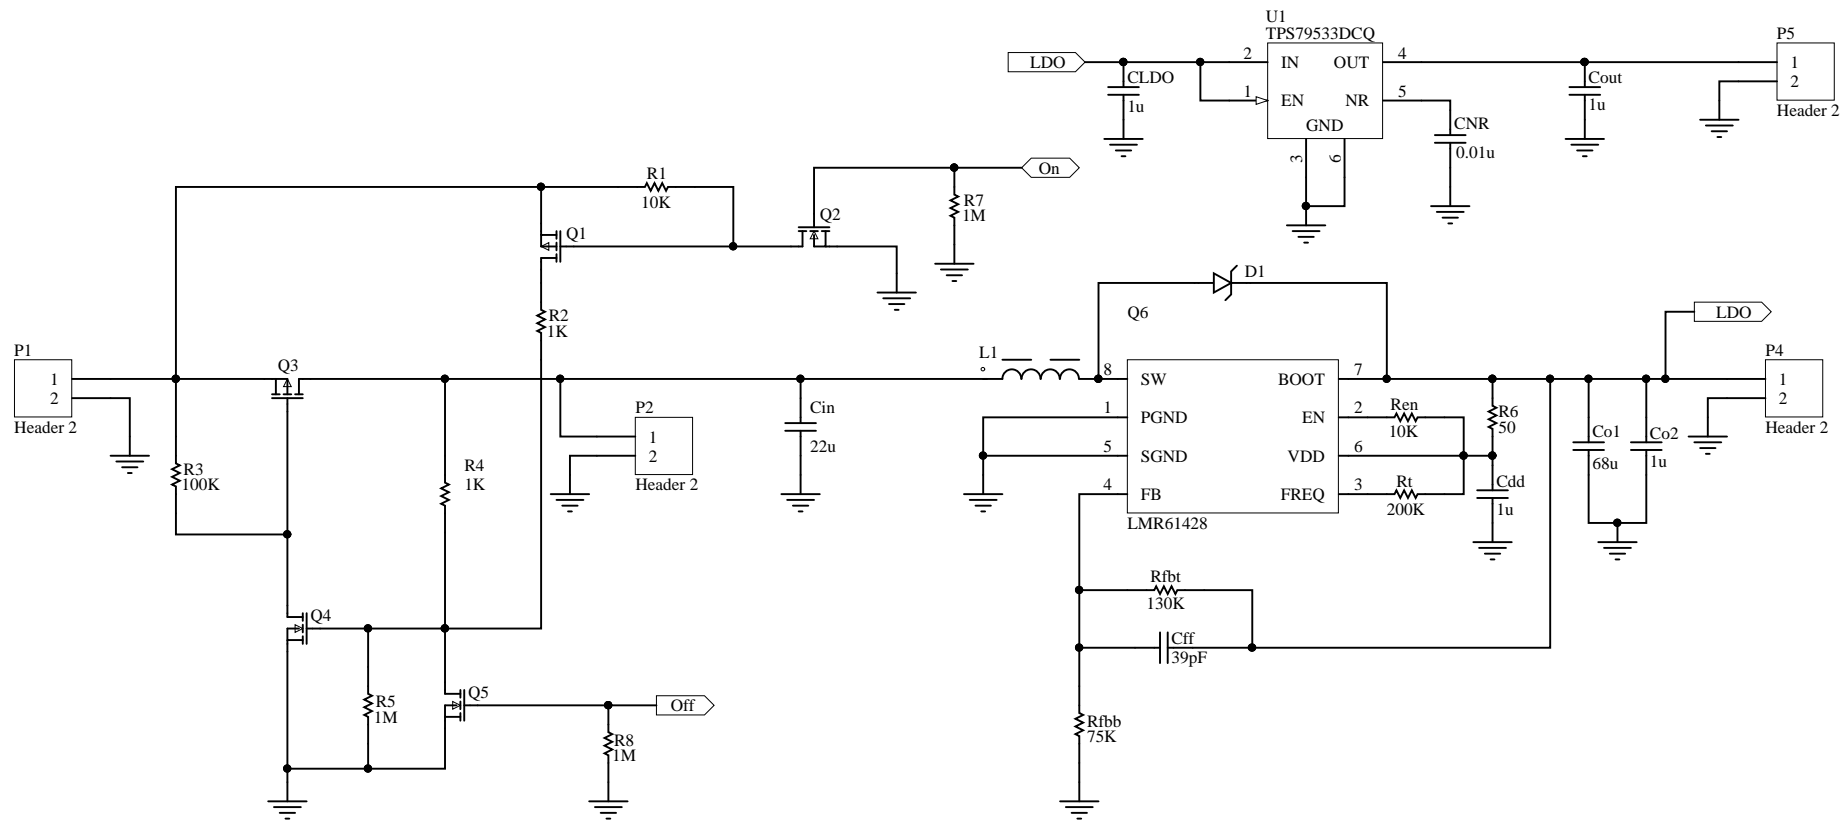 U1
TPS79533DCQ
LDO
CLDO
1u
2
IN
OUT
4
1
EN
NR
5
GND
3
6
CNR
0.01u
Cout
1u
P5
1
2
Header 2
R1
10K
Q1
Q2
On
R7
1M
R2
1K
P1
1
2
Header 2
Q3
R3
100K
R4
1K
P2
1
2
Header 2
Cin
22u
Q4
R5
1M
Q5
Off
R8
1M
D1
Q6
L1
8
SW
BOOT
7
1
PGND
EN
2
5
SGND
VDD
6
4
FB
FREQ
3
LMR61428
Ren
10K
Rt
200K
R6
50
Cdd
1u
Co1
68u
Co2
1u
LDO
P4
1
2
Header 2
Rfbt
130K
Cff
39pF
Rfbb
75K